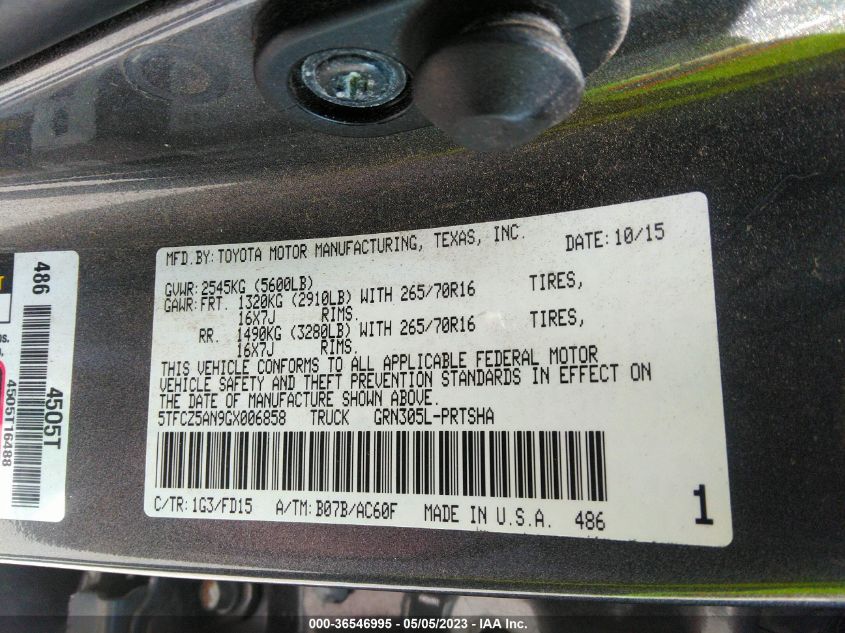 MFD.BY: TOYOTA MOTOR MANUFACTURING, TEXAS, INC. DATE: 10/15
GVWR: 2545KG (5600LB)
GAWR: FRT. 1320KG (2910LB) WITH 265/70R16 TIRES,
16X7J RIMS.
RR. 1490KG (3280LB) WITH 265/70R16 TIRES,
16X7J RIMS.
THIS VEHICLE CONFORMS TO ALL APPLICABLE FEDERAL MOTOR
VEHICLE SAFETY AND THEFT PREVENTION STANDARDS IN EFFECT ON
THE DATE OF MANUFACTURE SHOWN ABOVE.
5TFCZ5AN9GX006858 TRUCK GRN305L-PRTSHA
C/TR: 1G3/FD15 A/TM: B07B/AC60F MADE IN U.S.A. 486
1
486
4505T
4505T16488
000-36546995 - 05/05/2023 - IAA Inc.